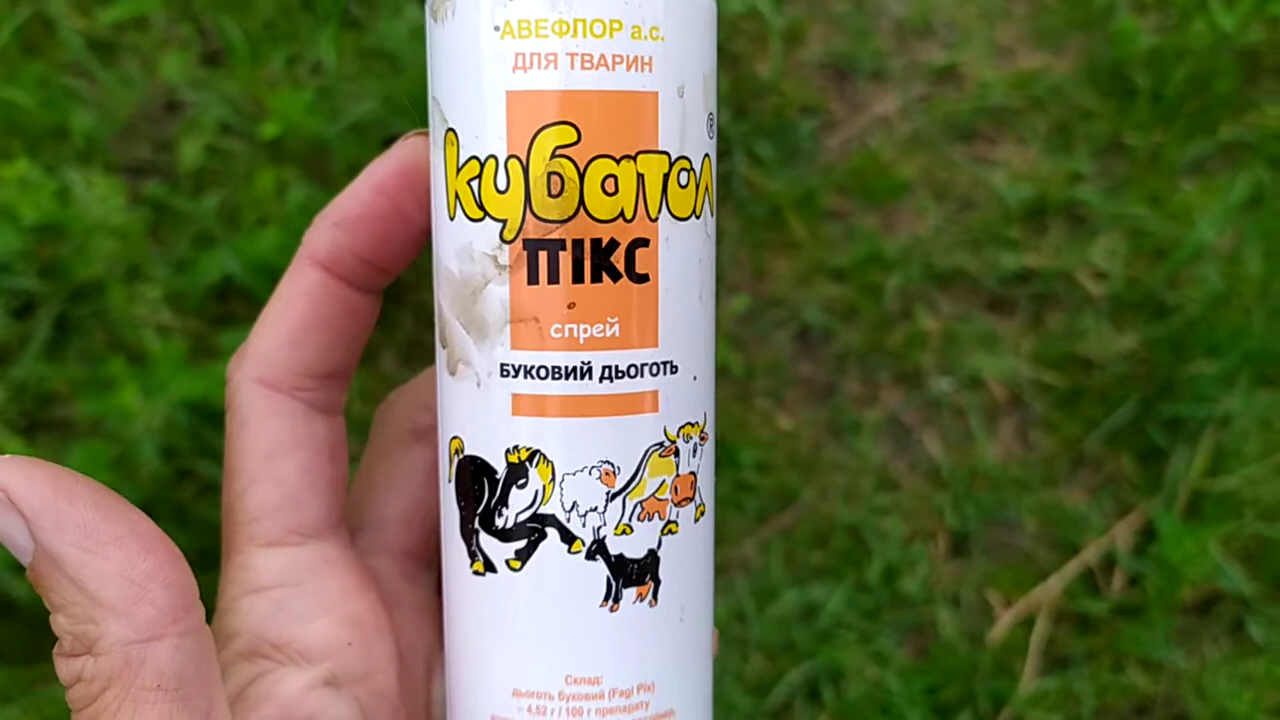 АВЕФЛОР а.с.
ДЛЯ ТВАРИН
кубатол®
ПІКС
спрей
БУКОВИЙ ДЬОГОТЬ
Склад:
дьоготь буковий (Fagi Pix)
= 4,52 г / 100 г препарату